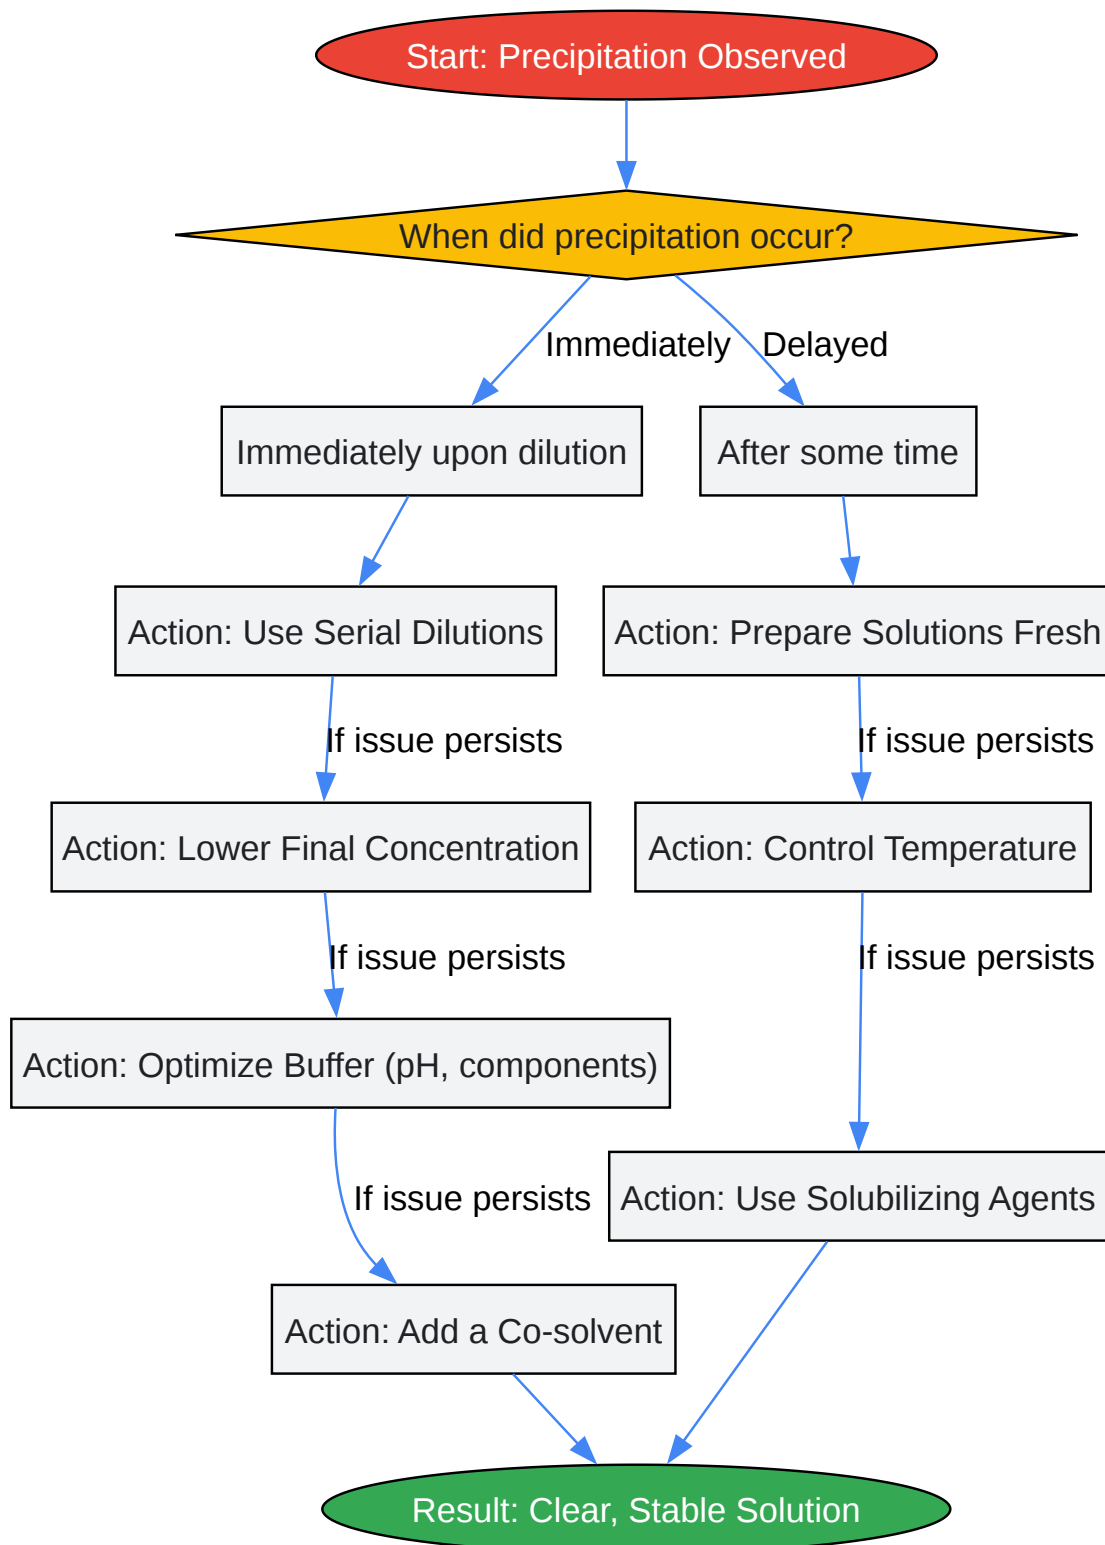 Start: Precipitation Observed
When did precipitation occur?
Immediately
Delayed
Immediately upon dilution
After some time
Action: Use Serial Dilutions
Action: Prepare Solutions Fresh
If issue persists
If issue persists
Action: Lower Final Concentration
Action: Control Temperature
If issue persists
If issue persists
Action: Optimize Buffer (pH, components)
Action: Use Solubilizing Agents
If issue persists
Action: Add a Co-solvent
Result: Clear, Stable Solution